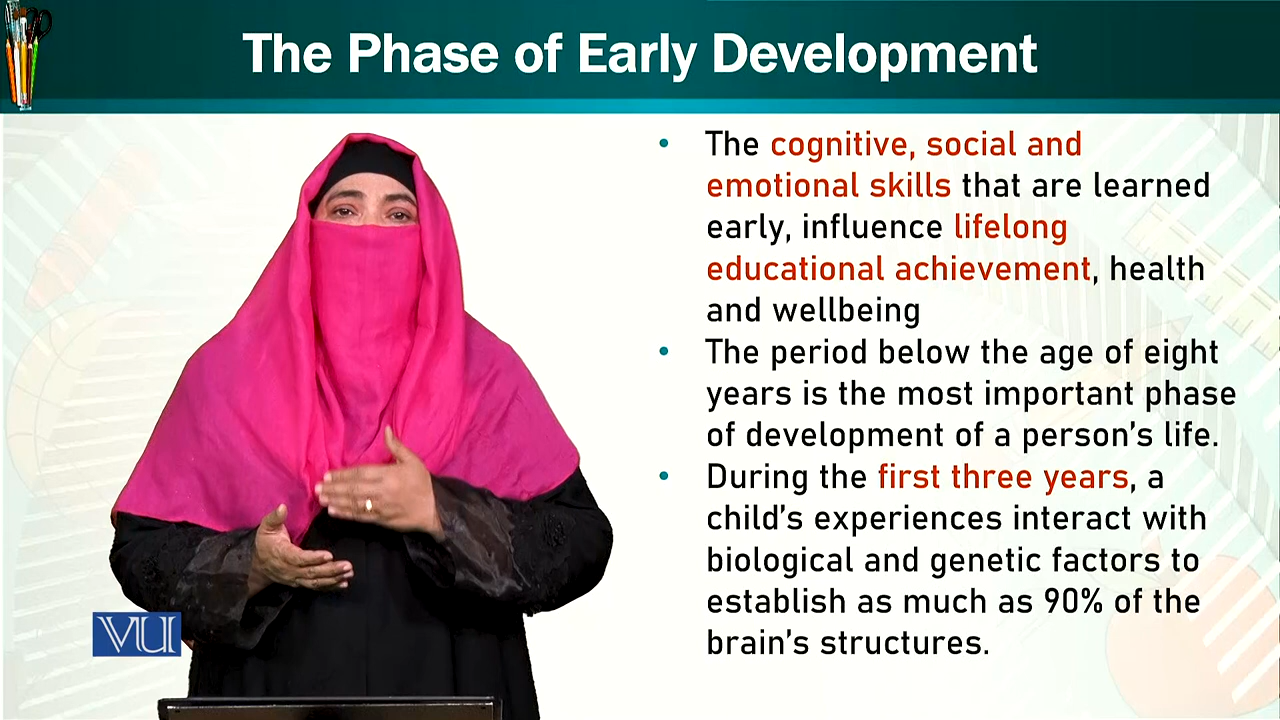 The Phase of Early Development
• The cognitive, social and
emotional skills that are learned
early, influence lifelong
educational achievement, health
and wellbeing
• The period below the age of eight
years is the most important phase
of development of a person's life.
• During the first three years, a
child's experiences interact with
biological and genetic factors to
establish as much as 90% of the
brain's structures.
VU